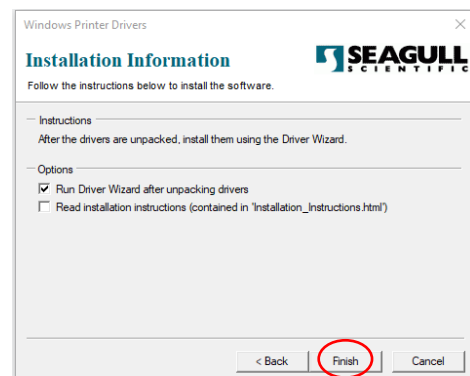 Windows Printer Drivers
Installation Information
SEAGULL
SCIENTIFIC
Follow the instructions below to install the software.
Instructions
After the drivers are unpacked, install them using the Driver Wizard.
Options
Run Driver Wizard after unpacking drivers
Read installation instructions (contained in 'Installation_Instructions.html')
< Back
Finish
Cancel